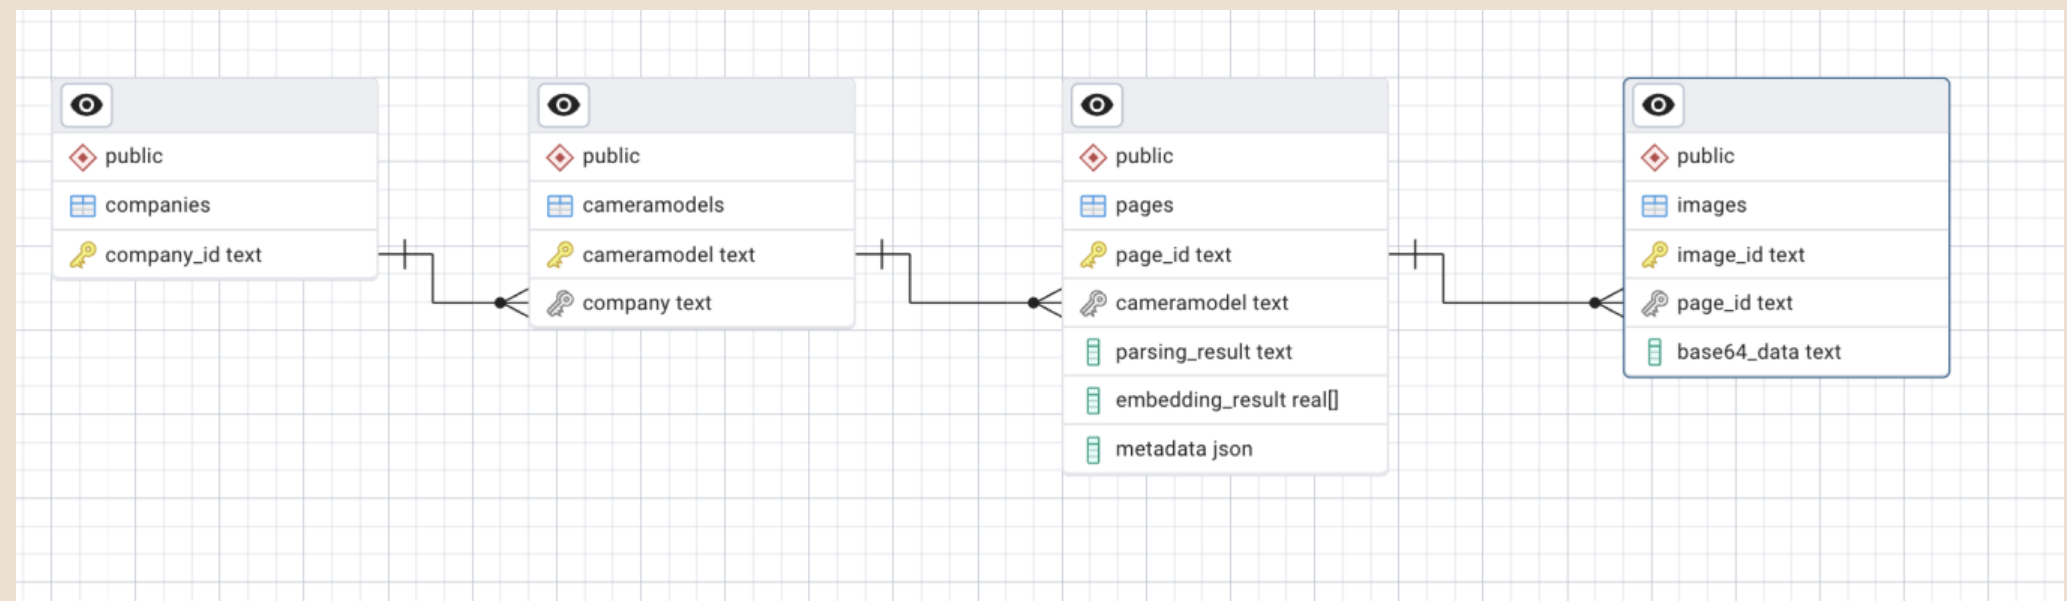 public
companies
company_id text
public
cameramodels
cameramodel text
company text
public
pages
page_id text
cameramodel text
parsing_result text
embedding_result real[]
metadata json
public
images
image_id text
page_id text
base64_data text